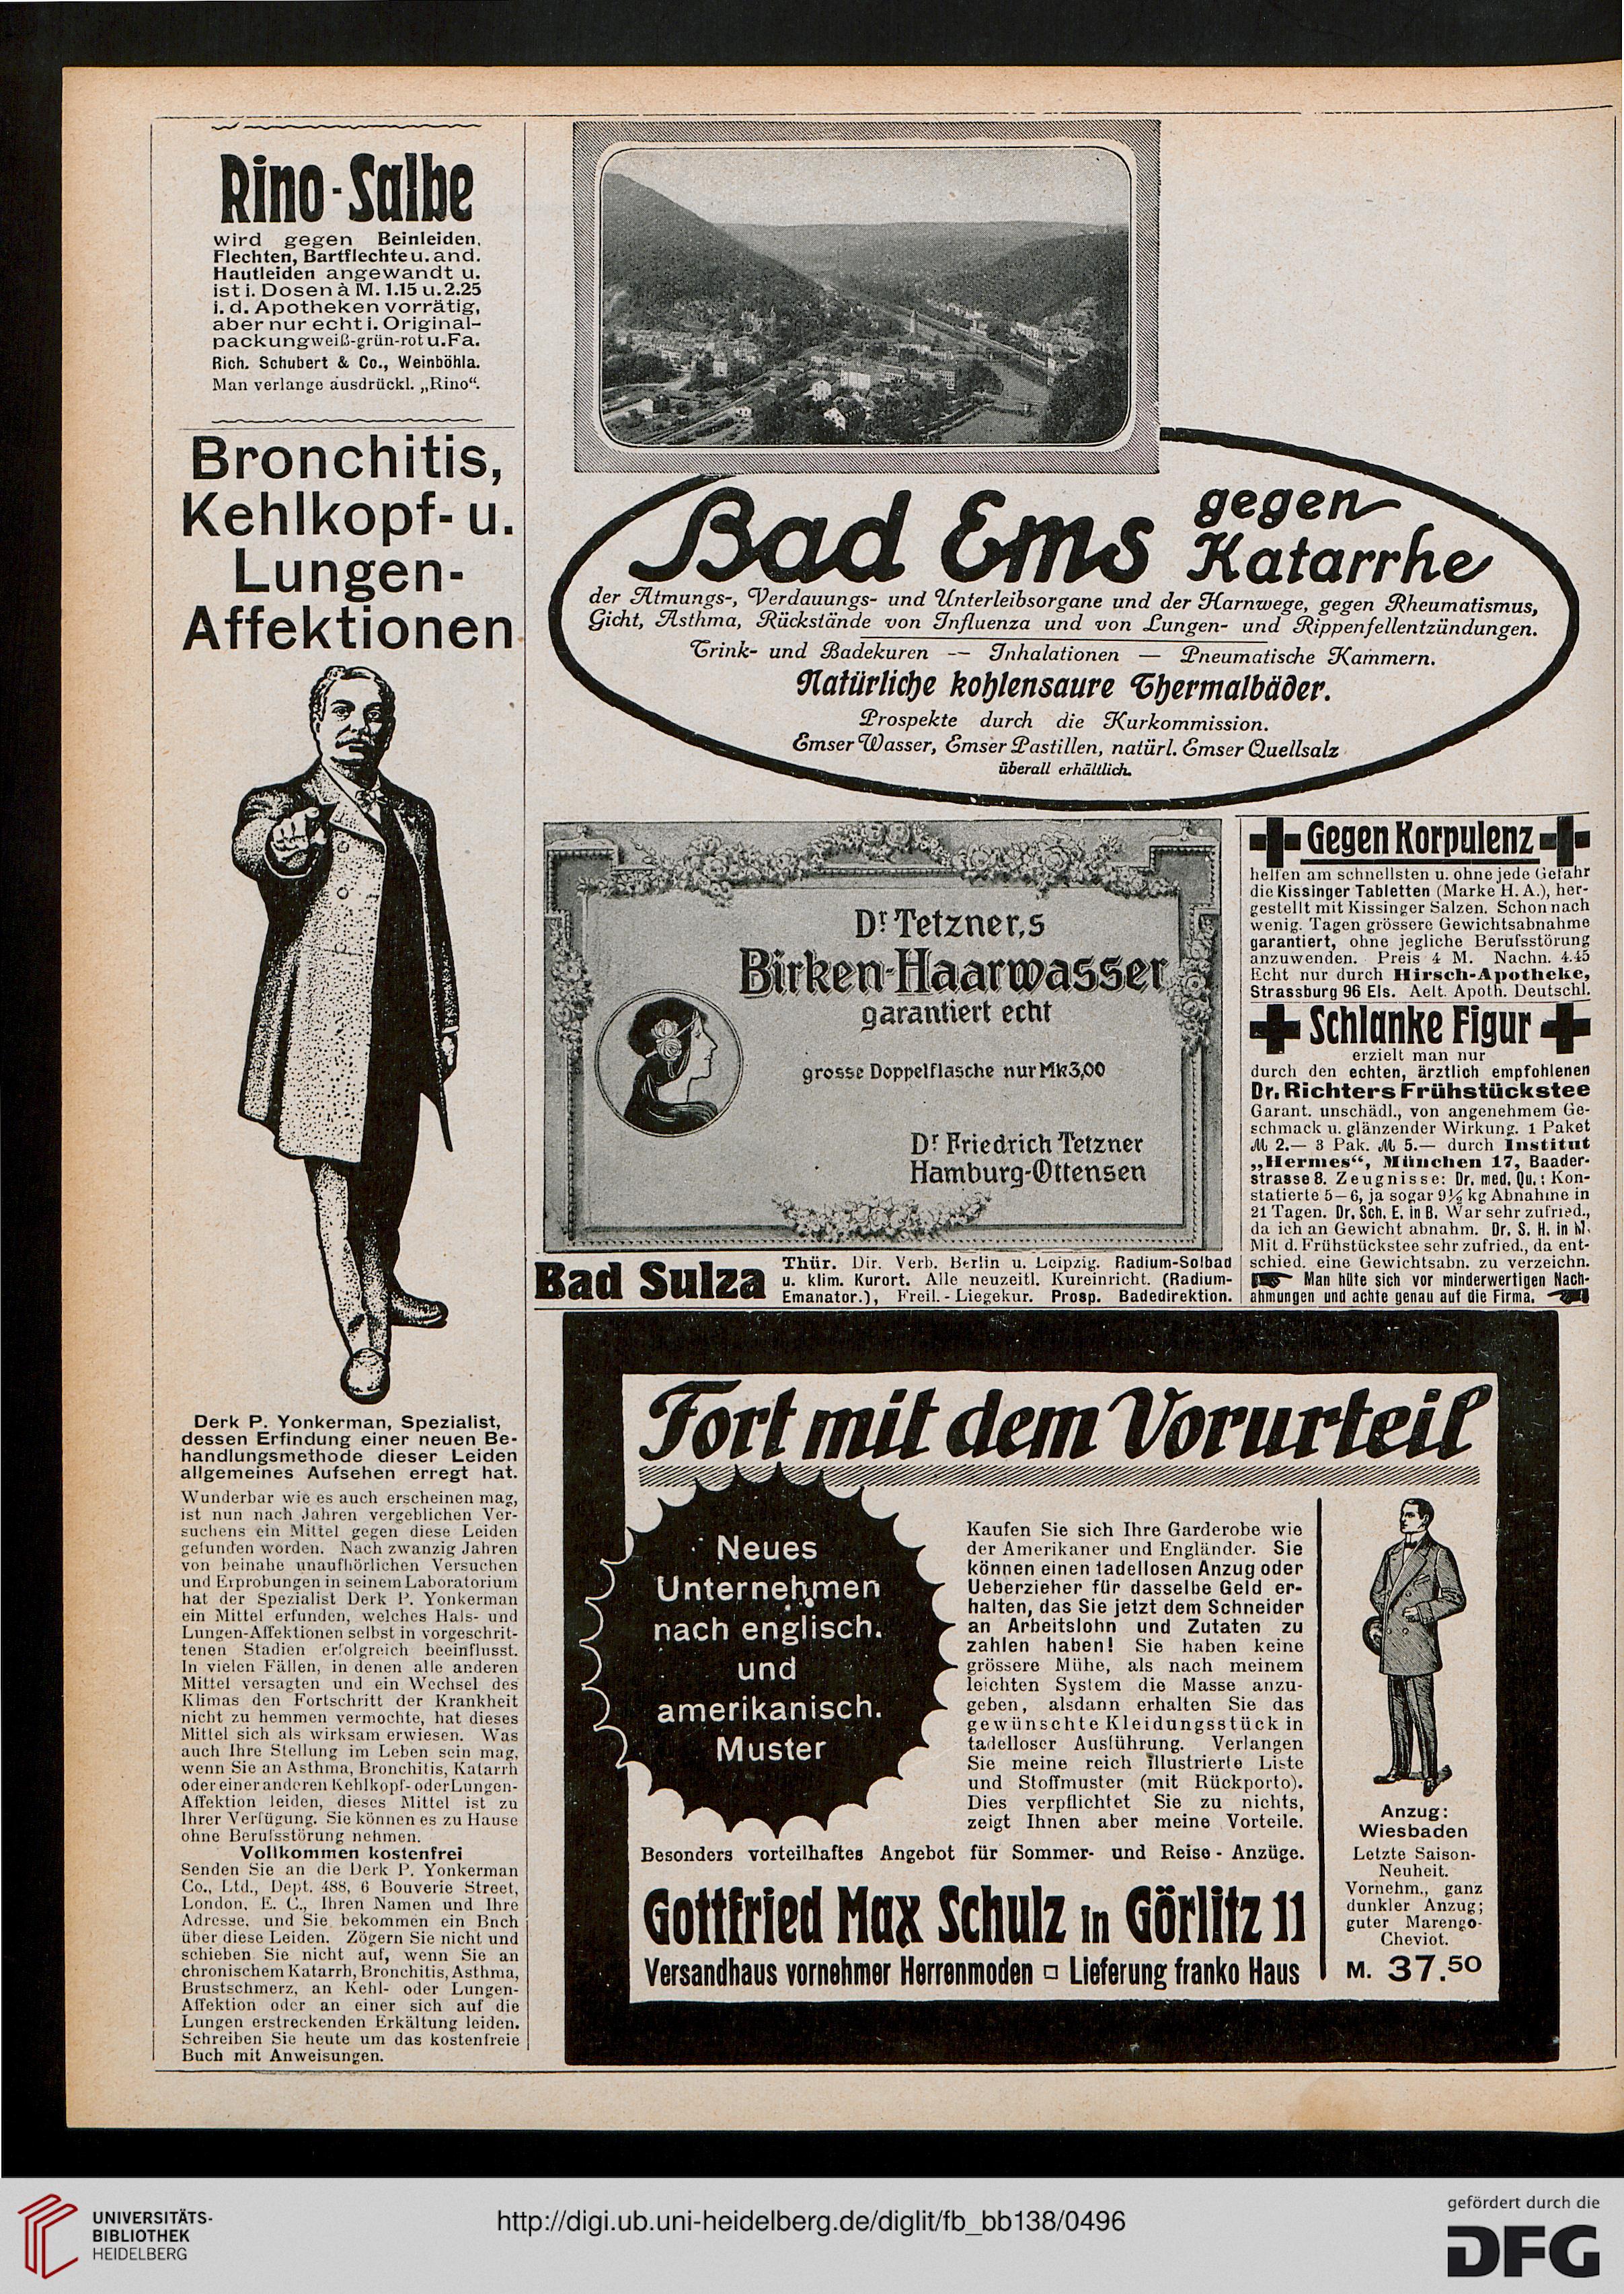 Rino-Salbe
wird gegen Beinleiden,
Flechten, Bartflechte u. and.
Hautleiden angewandt u.
ist i. Dosen à M. 1.15 u. 2.25
i. d. Apotheken vorrätig,
aber nur echt i. Original-
packung weiß-grün-rot u. Fa.
Rich. Schubert & Co., Weinböhla.
Man verlange ausdrückl. „Rino“.
Bronchitis,
Kehlkopf- u.
Lungen-
Affektionen
Derk P. Yonkerman, Spezialist,
dessen Erfindung einer neuen Be-
handlungsmethode dieser Leiden
allgemeines Aufsehen erregt hat.
Wunderbar wie es auch erscheinen mag,
ist nun nach Jahren vergeblichen Ver-
suchens ein Mittel gegen diese Leiden
gefunden worden. Nach zwanzig Jahren
von beinahe unaufhörlichen Versuchen
und Erprobungen in seinem Laboratorium
hat der Spezialist Derk P. Yonkerman
ein Mittel erfunden, welches Hals- und
Lungen-Affektionen selbst in vorgeschrit-
tenen Stadien erfolgreich beeinflusst.
In vielen Fällen, in denen alle anderen
Mittel versagten und ein Wechsel des
Klimas den Fortschritt der Krankheit
nicht zu hemmen vermochte, hat dieses
Mittel sich als wirksam erwiesen. Was
auch Ihre Stellung im Leben sein mag,
wenn Sie an Asthma, Bronchitis, Katarrh
oder einer anderen Kehlkopf- oder Lungen-
Affektion leiden, dieses Mittel ist zu
Ihrer Verfügung. Sie können es zu Hause
ohne Berufsstörung nehmen.
Vollkommen kostenfrei
Senden Sie an die Derk P. Yonkerman
Co., Ltd., Dept. 488, 6 Bouverie Street,
London, E. C., Ihren Namen und Ihre
Adresse, und Sie bekommen ein Buch
über diese Leiden. Zögern Sie nicht und
schieben Sie nicht auf, wenn Sie an
chronischem Katarrh, Bronchitis, Asthma,
Brustschmerz, an Kehl- oder Lungen-
Affektion oder an einer sich auf die
Lungen erstreckenden Erkältung leiden.
Schreiben Sie heute um das kostenfreie
Buch mit Anweisungen.
Bad Ems gegen
Katarrhe
der Atmungs-, Verdauungs- und Unterleibsorgane und der Harnwege, gegen Rheumatismus,
Gicht, Asthma, Rückstände von Influenza und von Lungen- und Rippenfellentzündungen.
Trink- und Badekuren -- Inhalationen — Pneumatische Kammern.
Natürliche kohlensaure Thermalbäder.
Prospekte durch die Kurkommission.
Emser Wasser, Emser Pastillen, natürl. Emser Quellsalz
überall erhältlich.
Dr Tetzner,s
Birken-Haarwasser
garantiert echt
grosse Doppelflasche nur Mk 3,00
Dr Friedrich Tetzner
Hamburg-Ottensen
Gegen Korpulenz
helfen am schnellsten u. ohne jede Gefahr
die Kissinger Tabletten (Marke H. A.), her-
gestellt mit Kissinger Salzen. Schon nach
wenig. Tagen grössere Gewichtsabnahme
garantiert, ohne jegliche Berufsstörung
anzuwenden. Preis 4 M. Nachn. 4.45
Echt nur durch Hirsch-Apotheke,
Strassburg 96 Els. Aelt. Apoth. Deutschl.
Schlanke Figur
erzielt man nur
durch den echten, ärztlich empfohlenen
Dr. Richters Frühstückstee
Garant. unschädl., von angenehmem Ge-
schmack u. glänzender Wirkung. 1 Paket
ℳ 2.— 3 Pak. ℳ 5.— durch Institut
„Hermes“, München 17, Baader-
strasse 8. Zeugnisse: Dr. med. Qu.: Kon-
statierte 5—6, ja sogar 9½ kg Abnahme in
21 Tagen. Dr. Sch. E. in B. War sehr zufried.,
da ich an Gewicht abnahm. Dr. S. H. in M.
Mit d. Frühstückstee sehr zufried., da ent-
schied. eine Gewichtsabn. zu verzeichn.
Man hüte sich vor minderwertigen Nach-
ahmungen und achte genau auf die Firma.
Bad Sulza
Thür. Dir. Verb. Berlin u. Leipzig. Radium-Solbad
u. klim. Kurort. Alle neuzeitl. Kureinricht. (Radium-
Emanator.), Freil.-Liegekur. Prosp. Badedirektion.
Fort mit dem Vorurteil
Neues
Unternehmen
nach englisch.
und
amerikanisch.
Muster
Kaufen Sie sich Ihre Garderobe wie
der Amerikaner und Engländer. Sie
können einen tadellosen Anzug oder
Ueberzieher für dasselbe Geld er-
halten, das Sie jetzt dem Schneider
an Arbeitslohn und Zutaten zu
zahlen haben! Sie haben keine
grössere Mühe, als nach meinem
leichten System die Masse anzu-
geben, alsdann erhalten Sie das
gewünschte Kleidungsstück in
tadelloser Ausführung. Verlangen
Sie meine reich illustrierte Liste
und Stoffmuster (mit Rückporto).
Dies verpflichtet Sie zu nichts,
zeigt Ihnen aber meine Vorteile.
Besonders vorteilhaftes Angebot für Sommer- und Reise-Anzüge.
Gottfried Max Schulz in Görlitz 11
Versandhaus vornehmer Herrenmoden □ Lieferung franko Haus
Anzug:
Wiesbaden
Letzte Saison-
Neuheit.
Vornehm., ganz
dunkler Anzug;
guter Marengo-
Cheviot.
M. 37.50
UNIVERSITÄTS-
BIBLIOTHEK
HEIDELBERG
http://digi.ub.uni-heidelberg.de/diglit/fb_bb138/0496
gefördert durch die
DFG